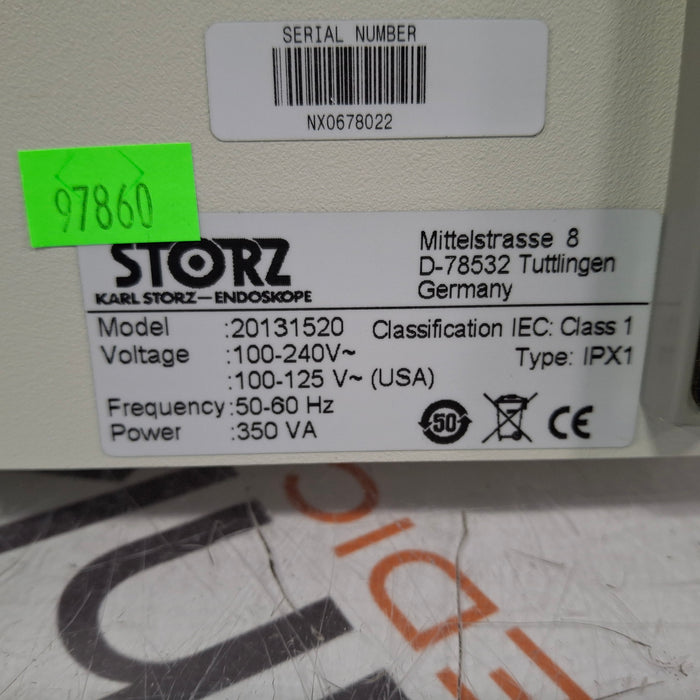 SERIAL NUMBER
NX0678022
97860
STORZ
KARL STORZ—ENDOSKOPE
Mittelstrasse 8
D-78532 Tuttlingen
Germany
Model :20131520 Classification IEC: Class 1
Voltage :100-240V~ Type: IPX1
:100-125 V~ (USA)
Frequency:50-60 Hz
Power :350 VA
50
CE